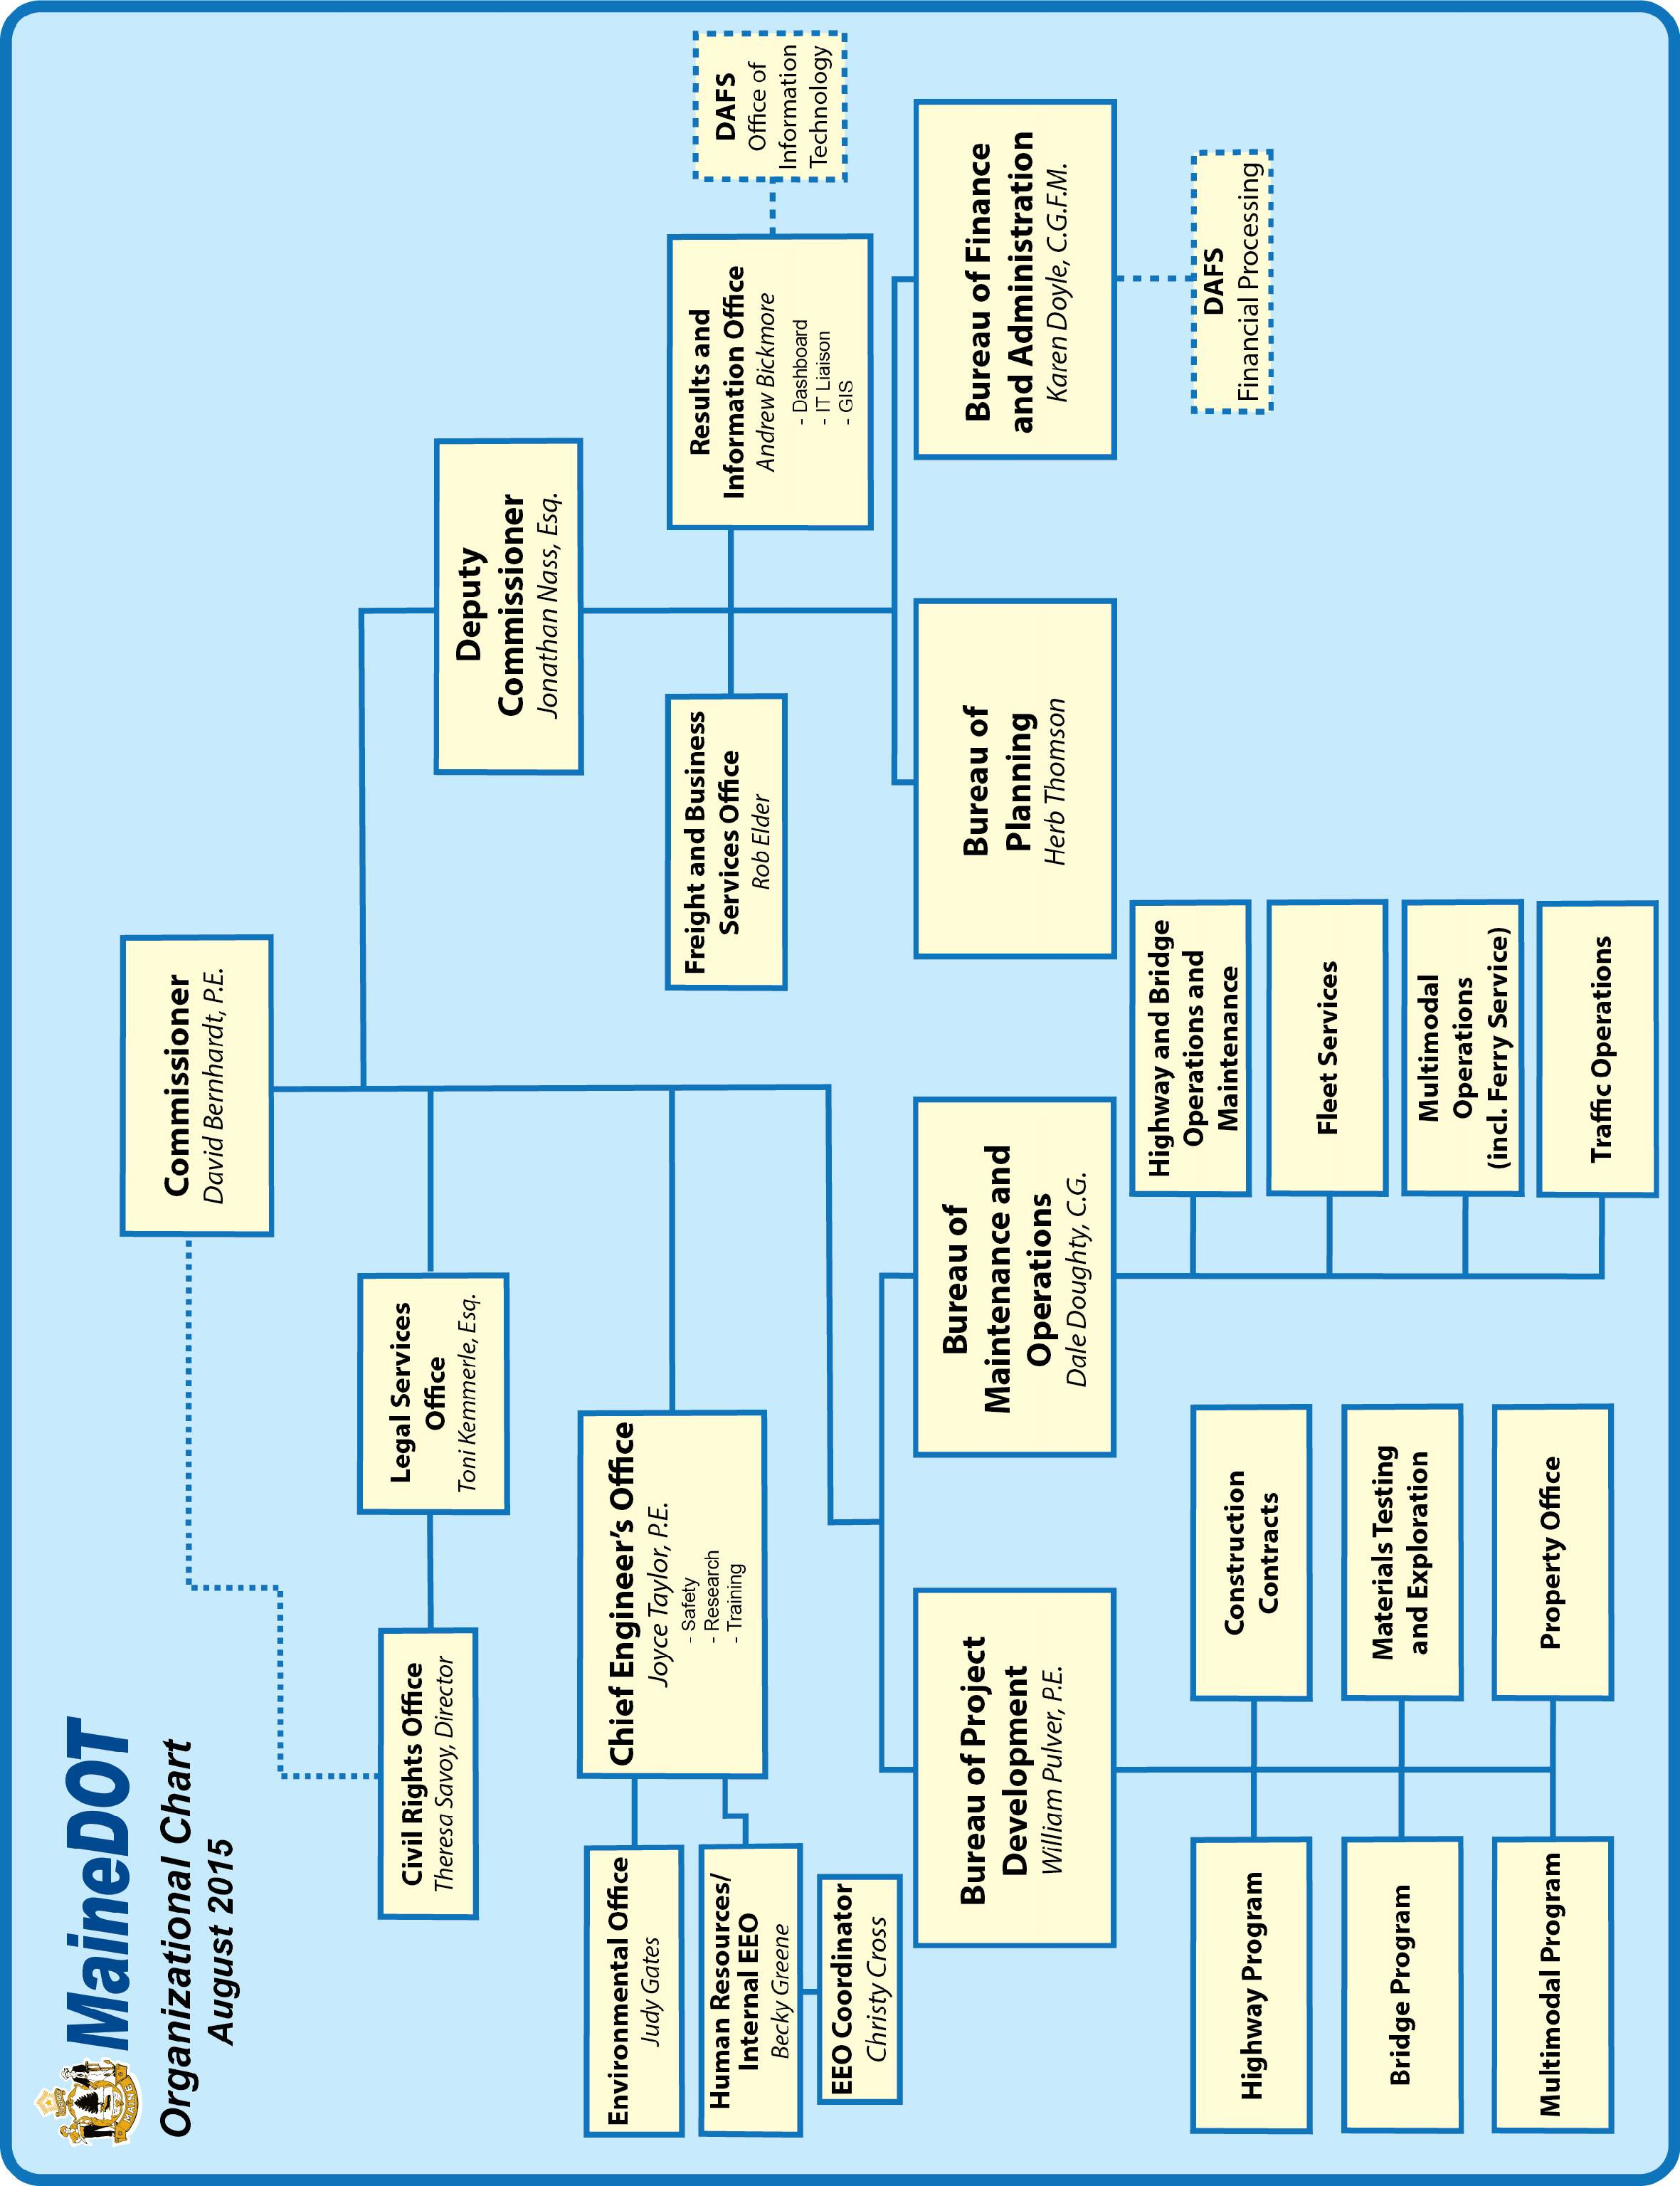 MaineDOT
Organizational Chart
August 2015
MAINE
Commissioner
David Bernhardt, P.E.
Deputy
Commissioner
Jonathan Nass, Esq.
Legal Services
Office
Toni Kemmerle, Esq.
Civil Rights Office
Theresa Savoy, Director
Chief Engineer's Office
Joyce Taylor, P.E.
- Safety
- Research
- Training
Environmental Office
Judy Gates
Human Resources/
Internal EEO
Becky Greene
EEO Coordinator
Christy Cross
Freight and Business
Services Office
Rob Elder
Results and
Information Office
Andrew Bickmore
- Dashboard
- IT Liaison
- GIS
DAFS
Office of
Information
Technology
Bureau of Project
Development
William Pulver, P.E.
Bureau of
Maintenance and
Operations
Dale Doughty, C.G.
Bureau of
Planning
Herb Thomson
Bureau of Finance
and Administration
Karen Doyle, C.G.F.M.
DAFS
Financial Processing
Highway Program
Construction
Contracts
Bridge Program
Materials Testing
and Exploration
Multimodal Program
Property Office
Highway and Bridge
Operations and
Maintenance
Fleet Services
Multimodal
Operations
(incl. Ferry Service)
Traffic Operations